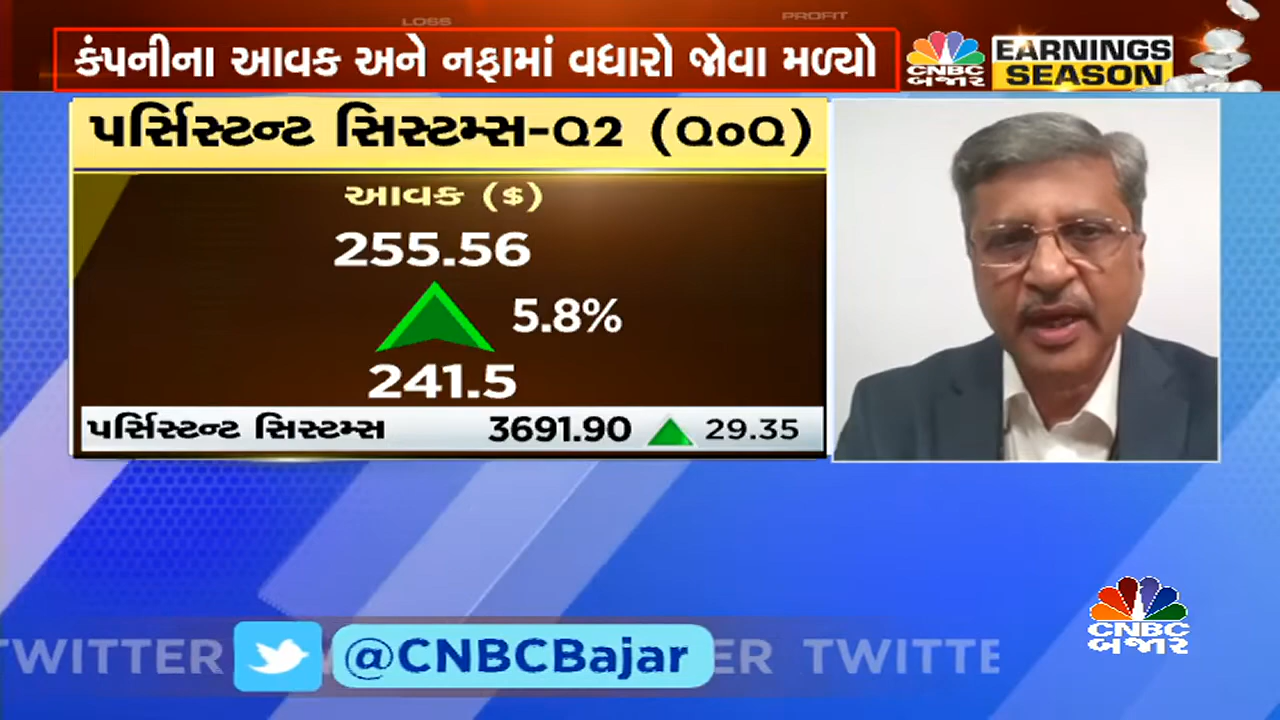 LOSS PROFIT
કંપનીના આવક અને નફામાં વધારો જોવા મળ્યો
CNBC
બજાર
EARNINGS
SEASON
પર્સિસ્ટન્ટ સિસ્ટમ્સ-Q2 (QoQ)
આવક ($)
255.56
5.8%
241.5
પર્સિસ્ટન્ટ સિસ્ટમ્સ 3691.90 29.35
CNBC
બજાર
TWITTER @CNBCBajar ER TWITTE